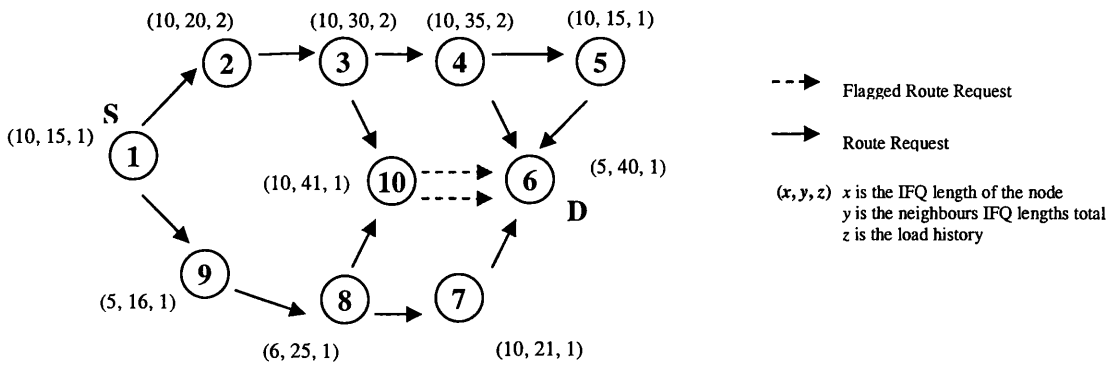 (10, 20, 2)
(10, 30, 2)
(10, 35, 2)
(10, 15, 1)
2
3
4
5
S
(10, 15, 1)
1
(10, 41, 1)
10
6
(5, 40, 1)
D
9
(5, 16, 1)
8
7
(6, 25, 1)
(10, 21, 1)
Flagged Route Request
Route Request
(x, y, z) x is the IFQ length of the node
y is the neighbours IFQ lengths total
z is the load history